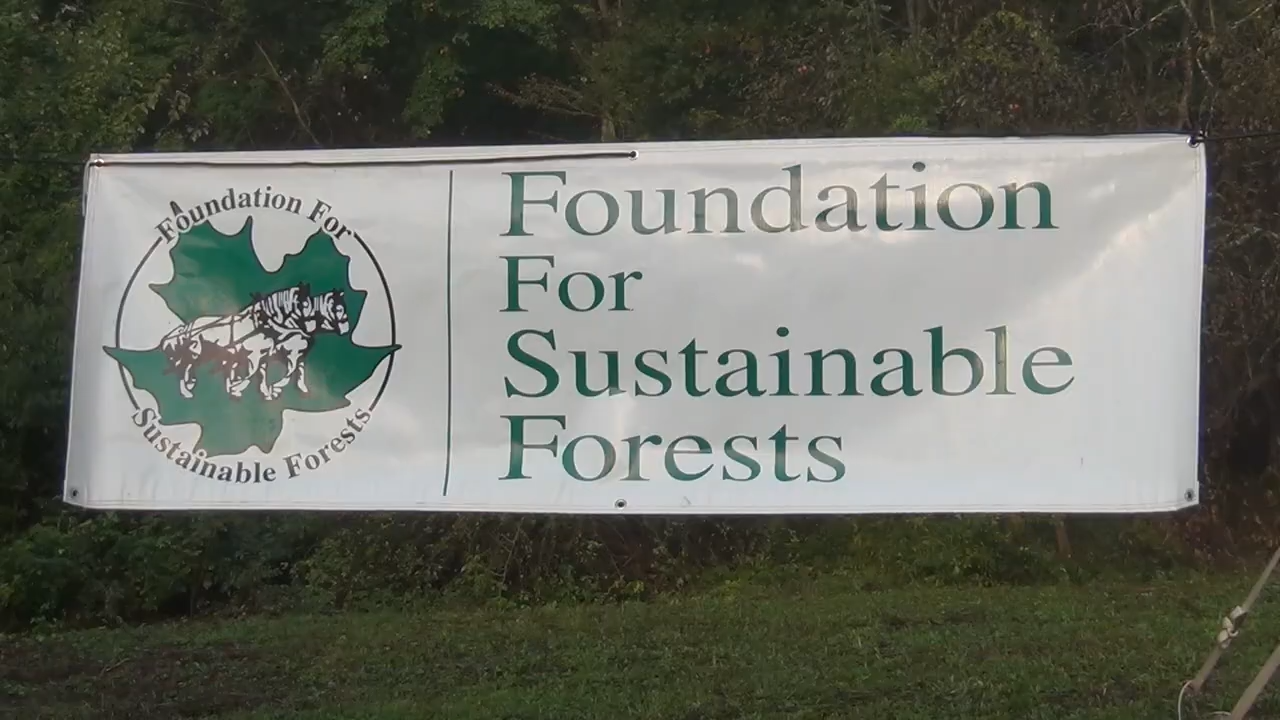 Foundation For
Sustainable Forests
Foundation
For
Sustainable
Forests